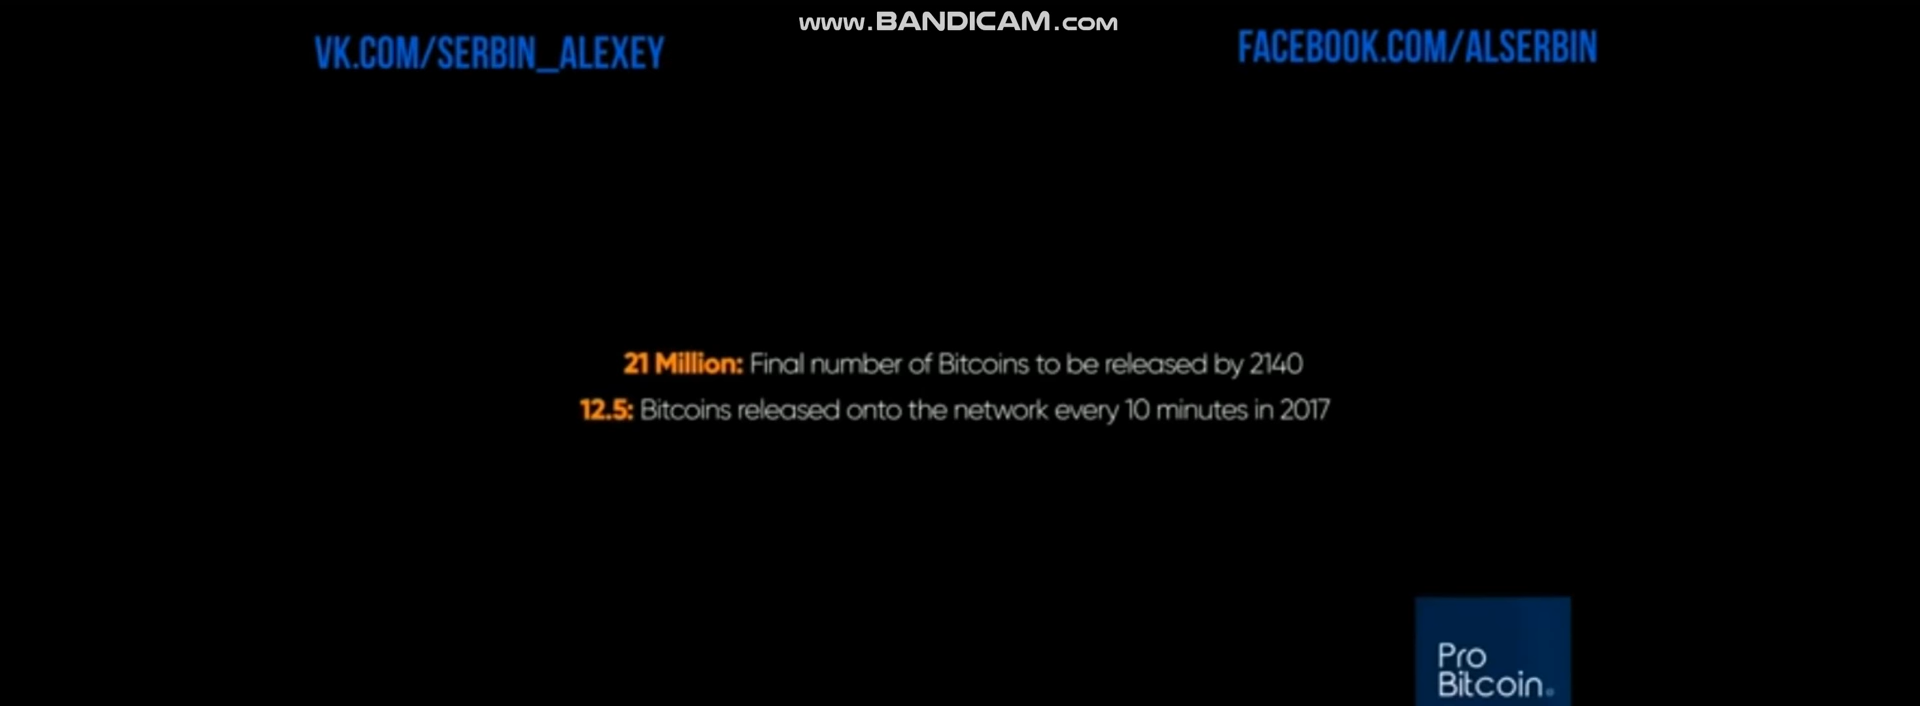 www.BANDICAM.com
VK.COM/SERBIN_ALEXEY
FACEBOOK.COM/ALSERBIN
21 Million: Final number of Bitcoins to be released by 2140
12.5: Bitcoins released onto the network every 10 minutes in 2017
Pro
Bitcoin.